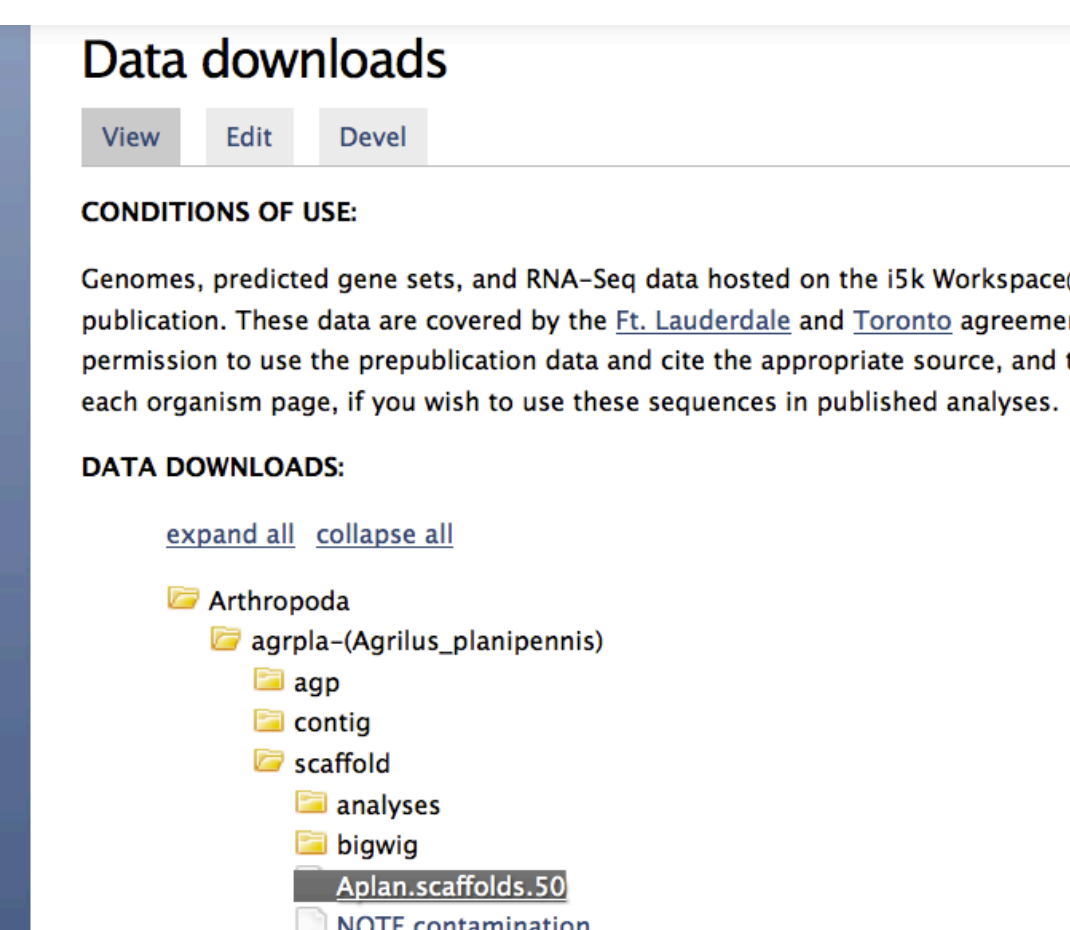 Data downloads
View Edit Devel
CONDITIONS OF USE:
Genomes, predicted gene sets, and RNA-Seq data hosted on the i5k Workspace
publication. These data are covered by the Ft. Lauderdale and Toronto
permission to use the prepublication data and cite the appropriate source, and
each organism page, if you wish to use these sequences in published analyses.
DATA DOWNLOADS:
expand all collapse all
Arthropoda
agrpla-(Agrilus_planipennis)
agp
contig
scaffold
analyses
bigwig
Aplan.scaffolds.50
NOTE contamination